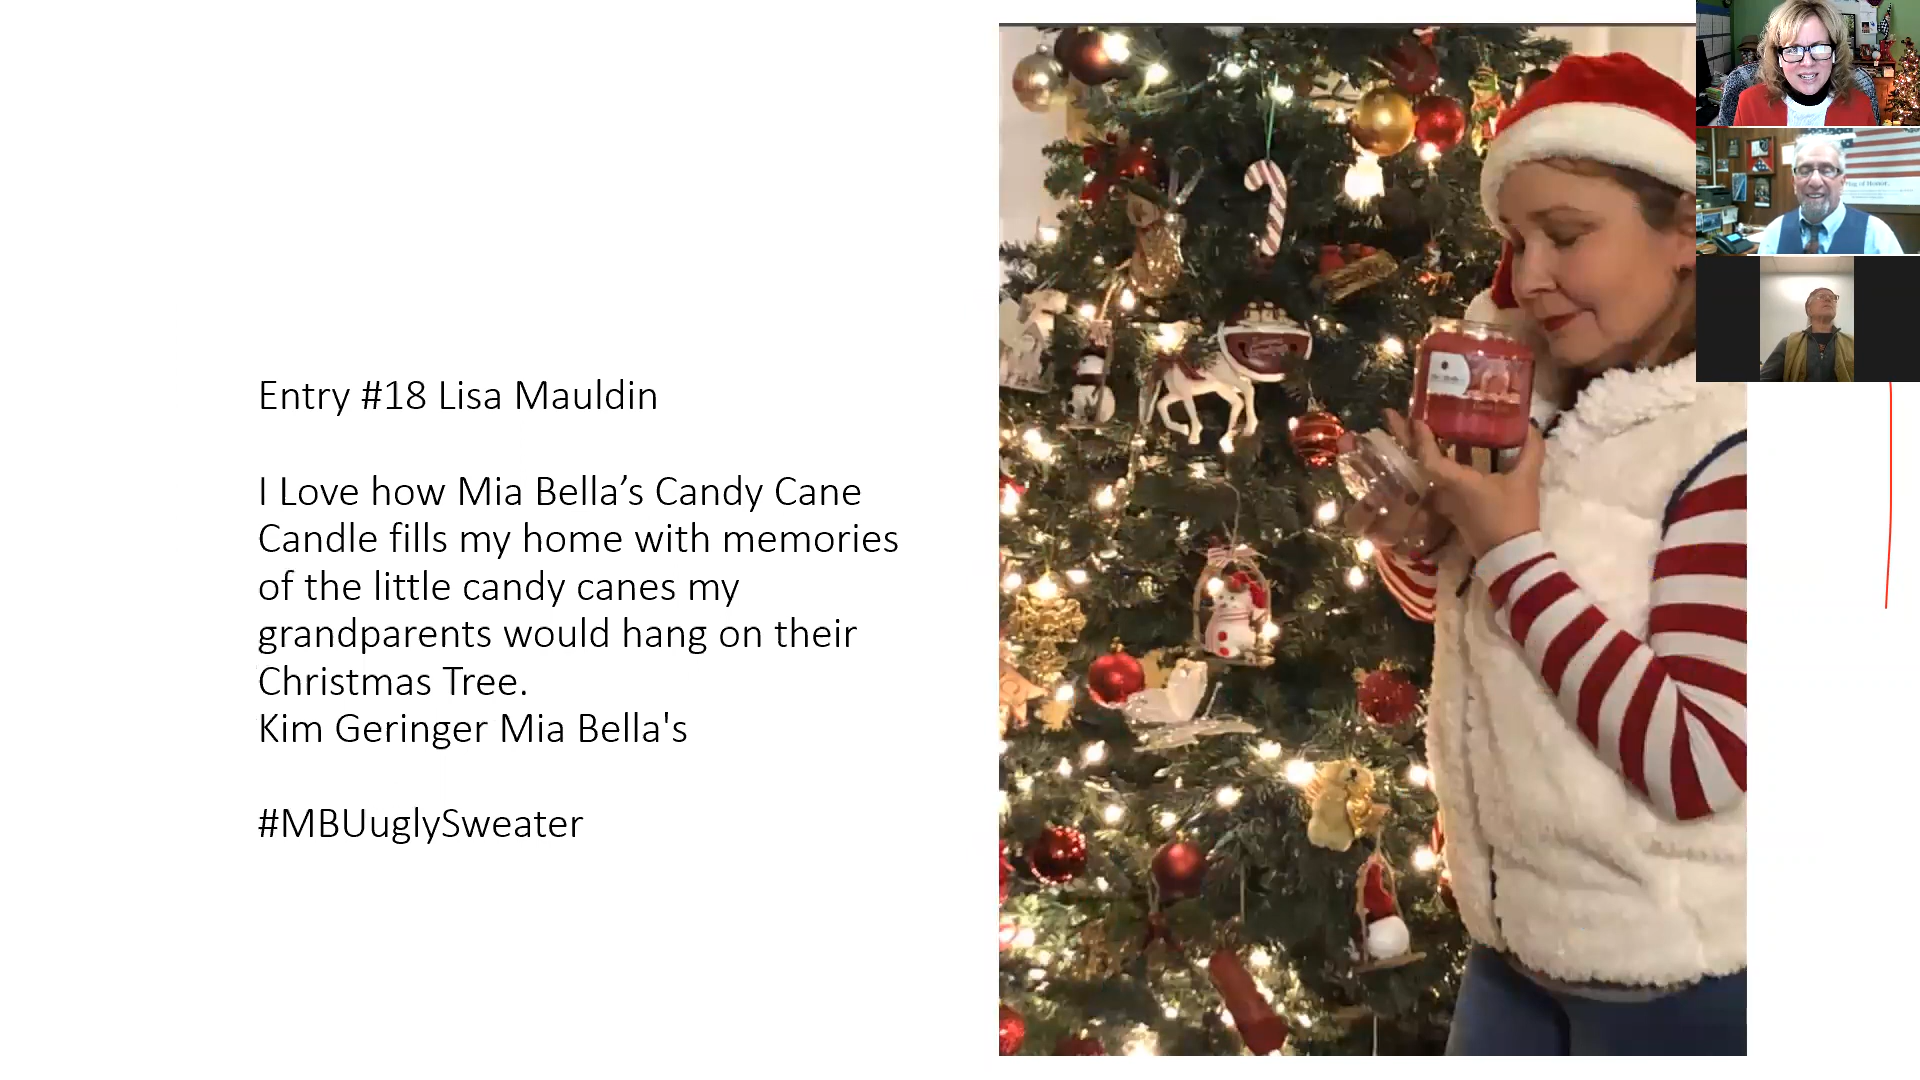 Entry #18 Lisa Mauldin
I Love how Mia Bella’s Candy Cane
Candle fills my home with memories
of the little candy canes my
grandparents would hang on their
Christmas Tree.
Kim Geringer Mia Bella's
#MBUuglySweater